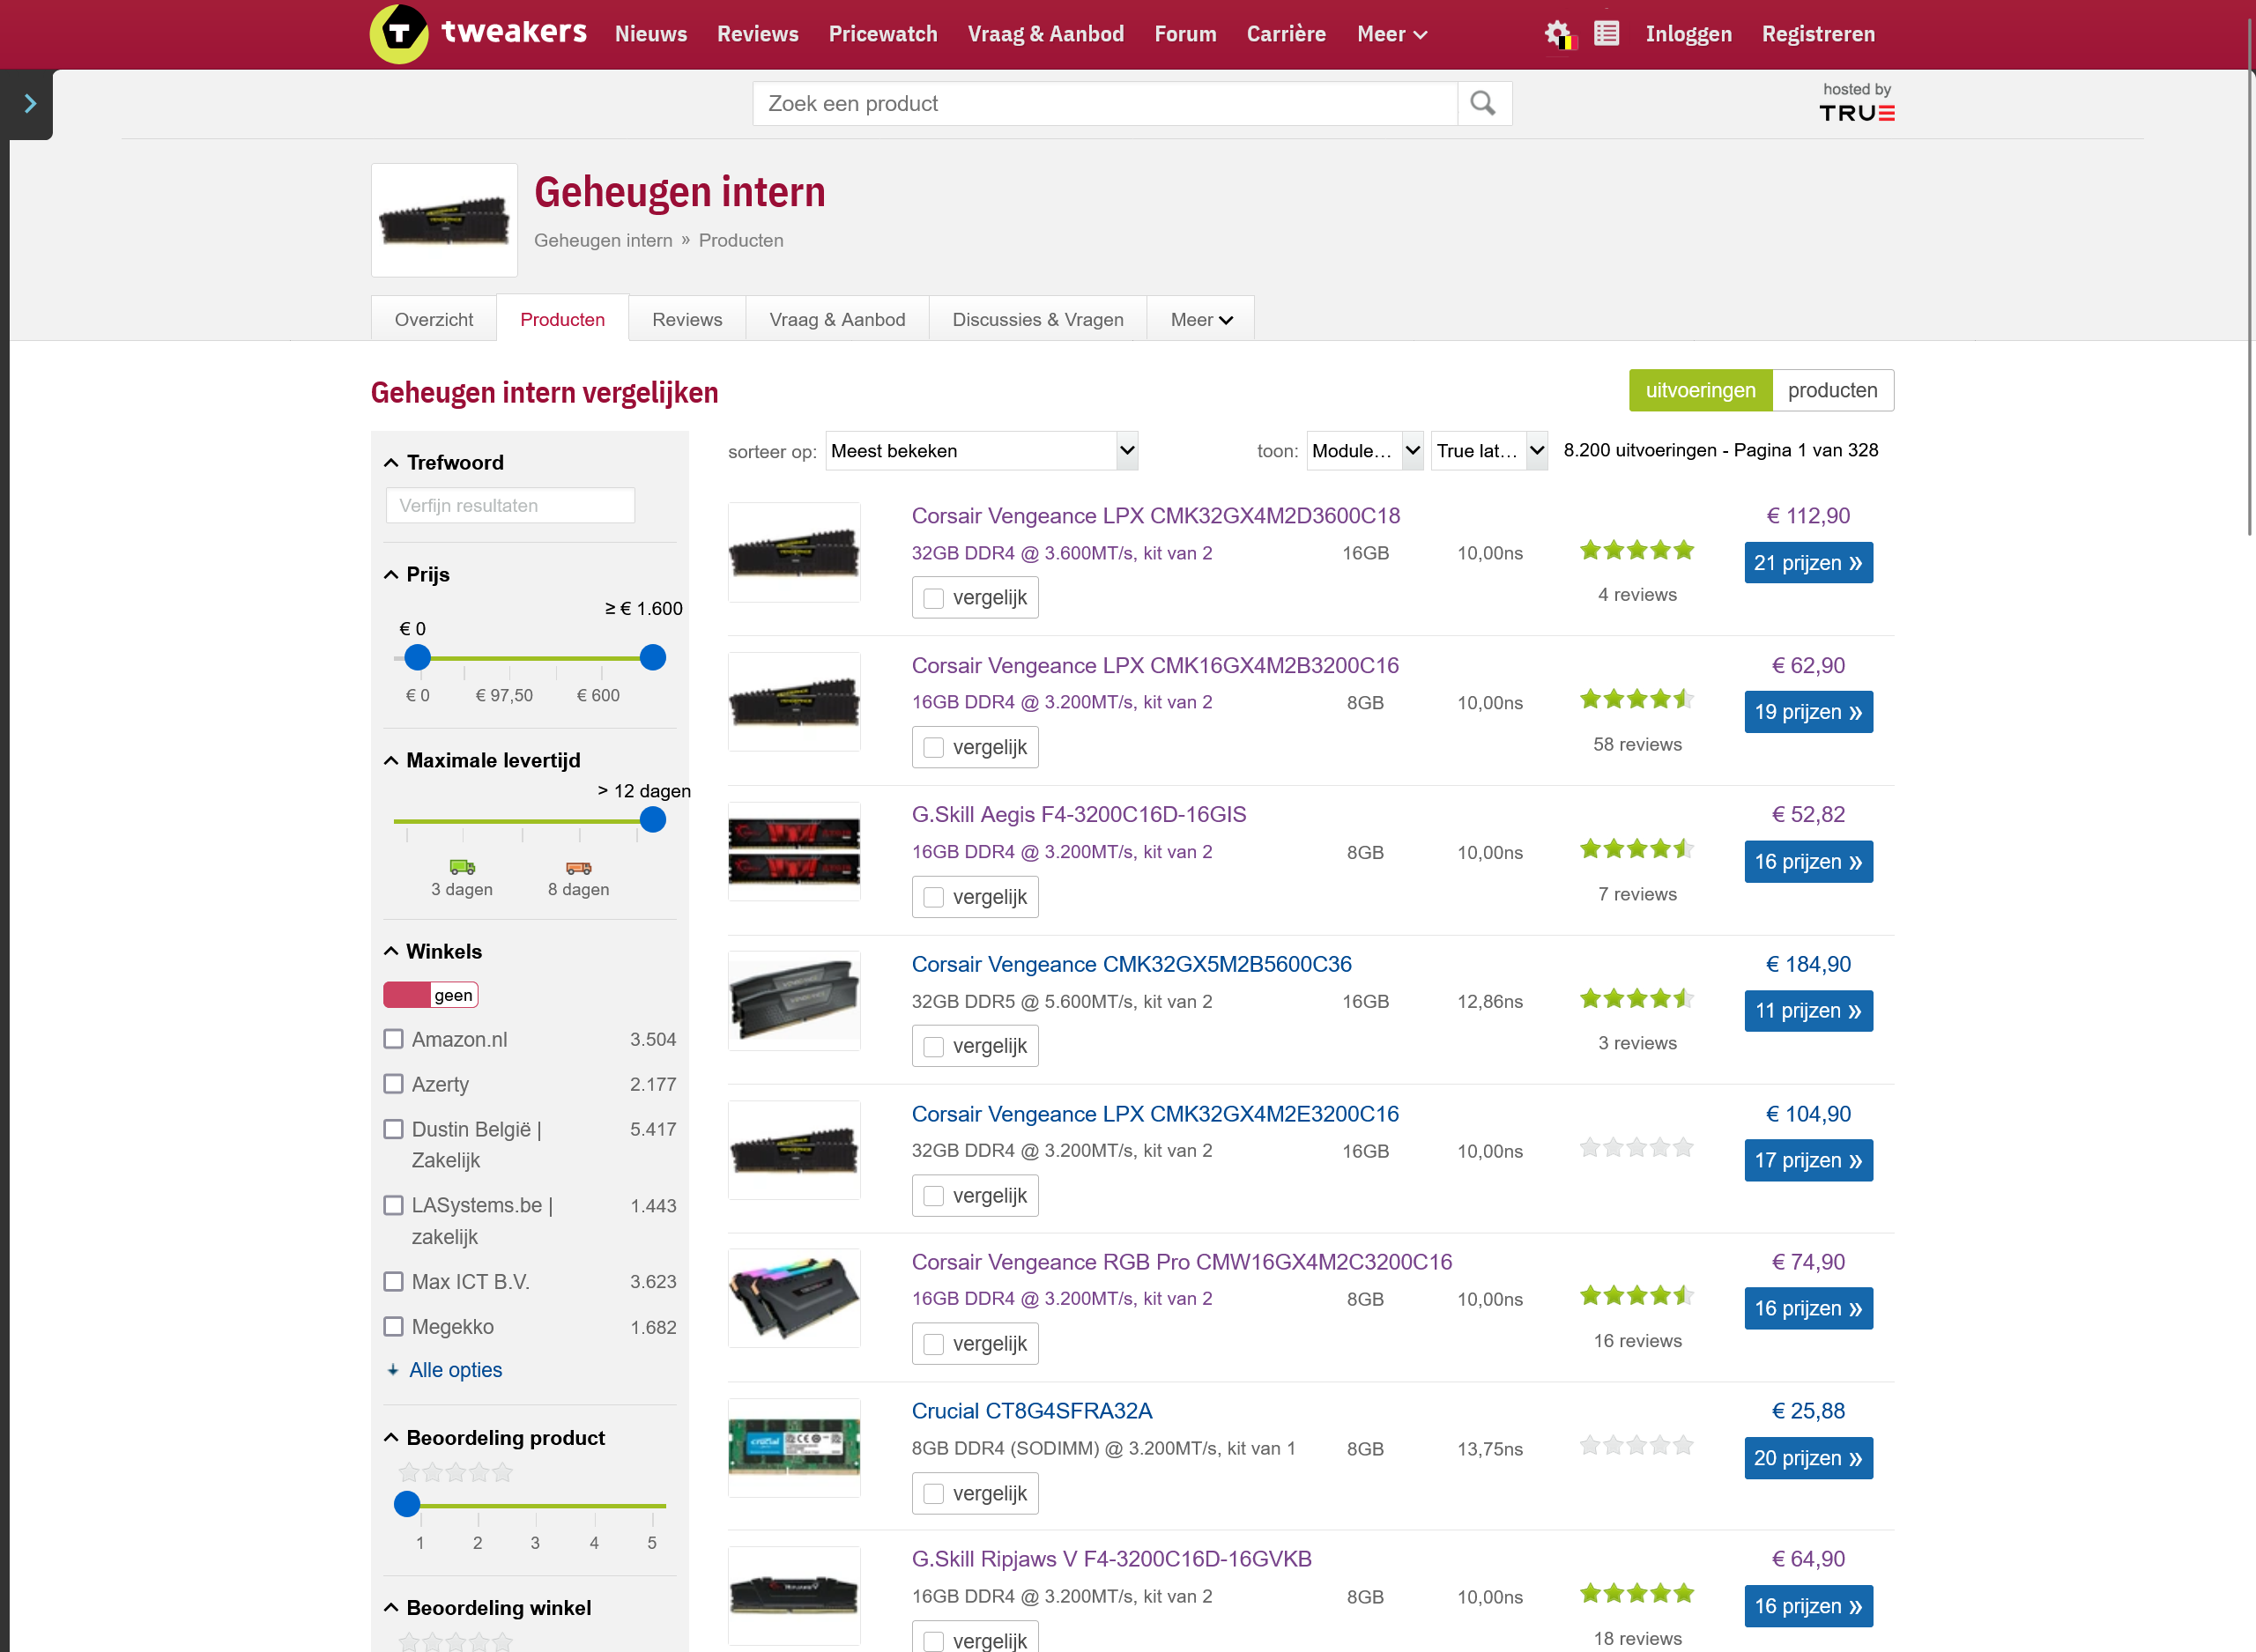 tweakers
Nieuws Reviews Pricewatch Vraag & Aanbod Forum Carrière Meer Inloggen Registreren
Zoek een product
hosted by
TRUE
Geheugen intern
Geheugen intern » Producten
Overzicht Producten Reviews Vraag & Aanbod Discussies & Vragen Meer
Geheugen intern vergelijken
uitvoeringen producten
Trefwoord
Verfijn resultaten
Prijs
≥ € 1.600
€ 0
€ 0 € 97,50 € 600
Maximale levertijd
> 12 dagen
3 dagen 8 dagen
Winkels
geen
Amazon.nl 3.504
Azerty 2.177
Dustin België | 5.417
Zakelijk
LASystems.be | 1.443
zakelijk
Max ICT B.V. 3.623
Megekko 1.682
Alle opties
Beoordeling product
1 2 3 4 5
Beoordeling winkel
sorteer op: Meest bekeken toon: Module... True lat... 8.200 uitvoeringen - Pagina 1 van 328
Corsair Vengeance LPX CMK32GX4M2D3600C18 € 112,90
32GB DDR4 @ 3.600MT/s, kit van 2 16GB 10,00ns 21 prijzen »
vergelijk 4 reviews
Corsair Vengeance LPX CMK16GX4M2B3200C16 € 62,90
16GB DDR4 @ 3.200MT/s, kit van 2 8GB 10,00ns 19 prijzen »
vergelijk 58 reviews
G.Skill Aegis F4-3200C16D-16GIS € 52,82
16GB DDR4 @ 3.200MT/s, kit van 2 8GB 10,00ns 16 prijzen »
vergelijk 7 reviews
Corsair Vengeance CMK32GX5M2B5600C36 € 184,90
32GB DDR5 @ 5.600MT/s, kit van 2 16GB 12,86ns 11 prijzen »
vergelijk 3 reviews
Corsair Vengeance LPX CMK32GX4M2E3200C16 € 104,90
32GB DDR4 @ 3.200MT/s, kit van 2 16GB 10,00ns 17 prijzen »
vergelijk
Corsair Vengeance RGB Pro CMW16GX4M2C3200C16 € 74,90
16GB DDR4 @ 3.200MT/s, kit van 2 8GB 10,00ns 16 prijzen »
vergelijk 16 reviews
Crucial CT8G4SFRA32A € 25,88
8GB DDR4 (SODIMM) @ 3.200MT/s, kit van 1 8GB 13,75ns 20 prijzen »
vergelijk
G.Skill Ripjaws V F4-3200C16D-16GVKB € 64,90
16GB DDR4 @ 3.200MT/s, kit van 2 8GB 10,00ns 16 prijzen »
vergelijk 18 reviews